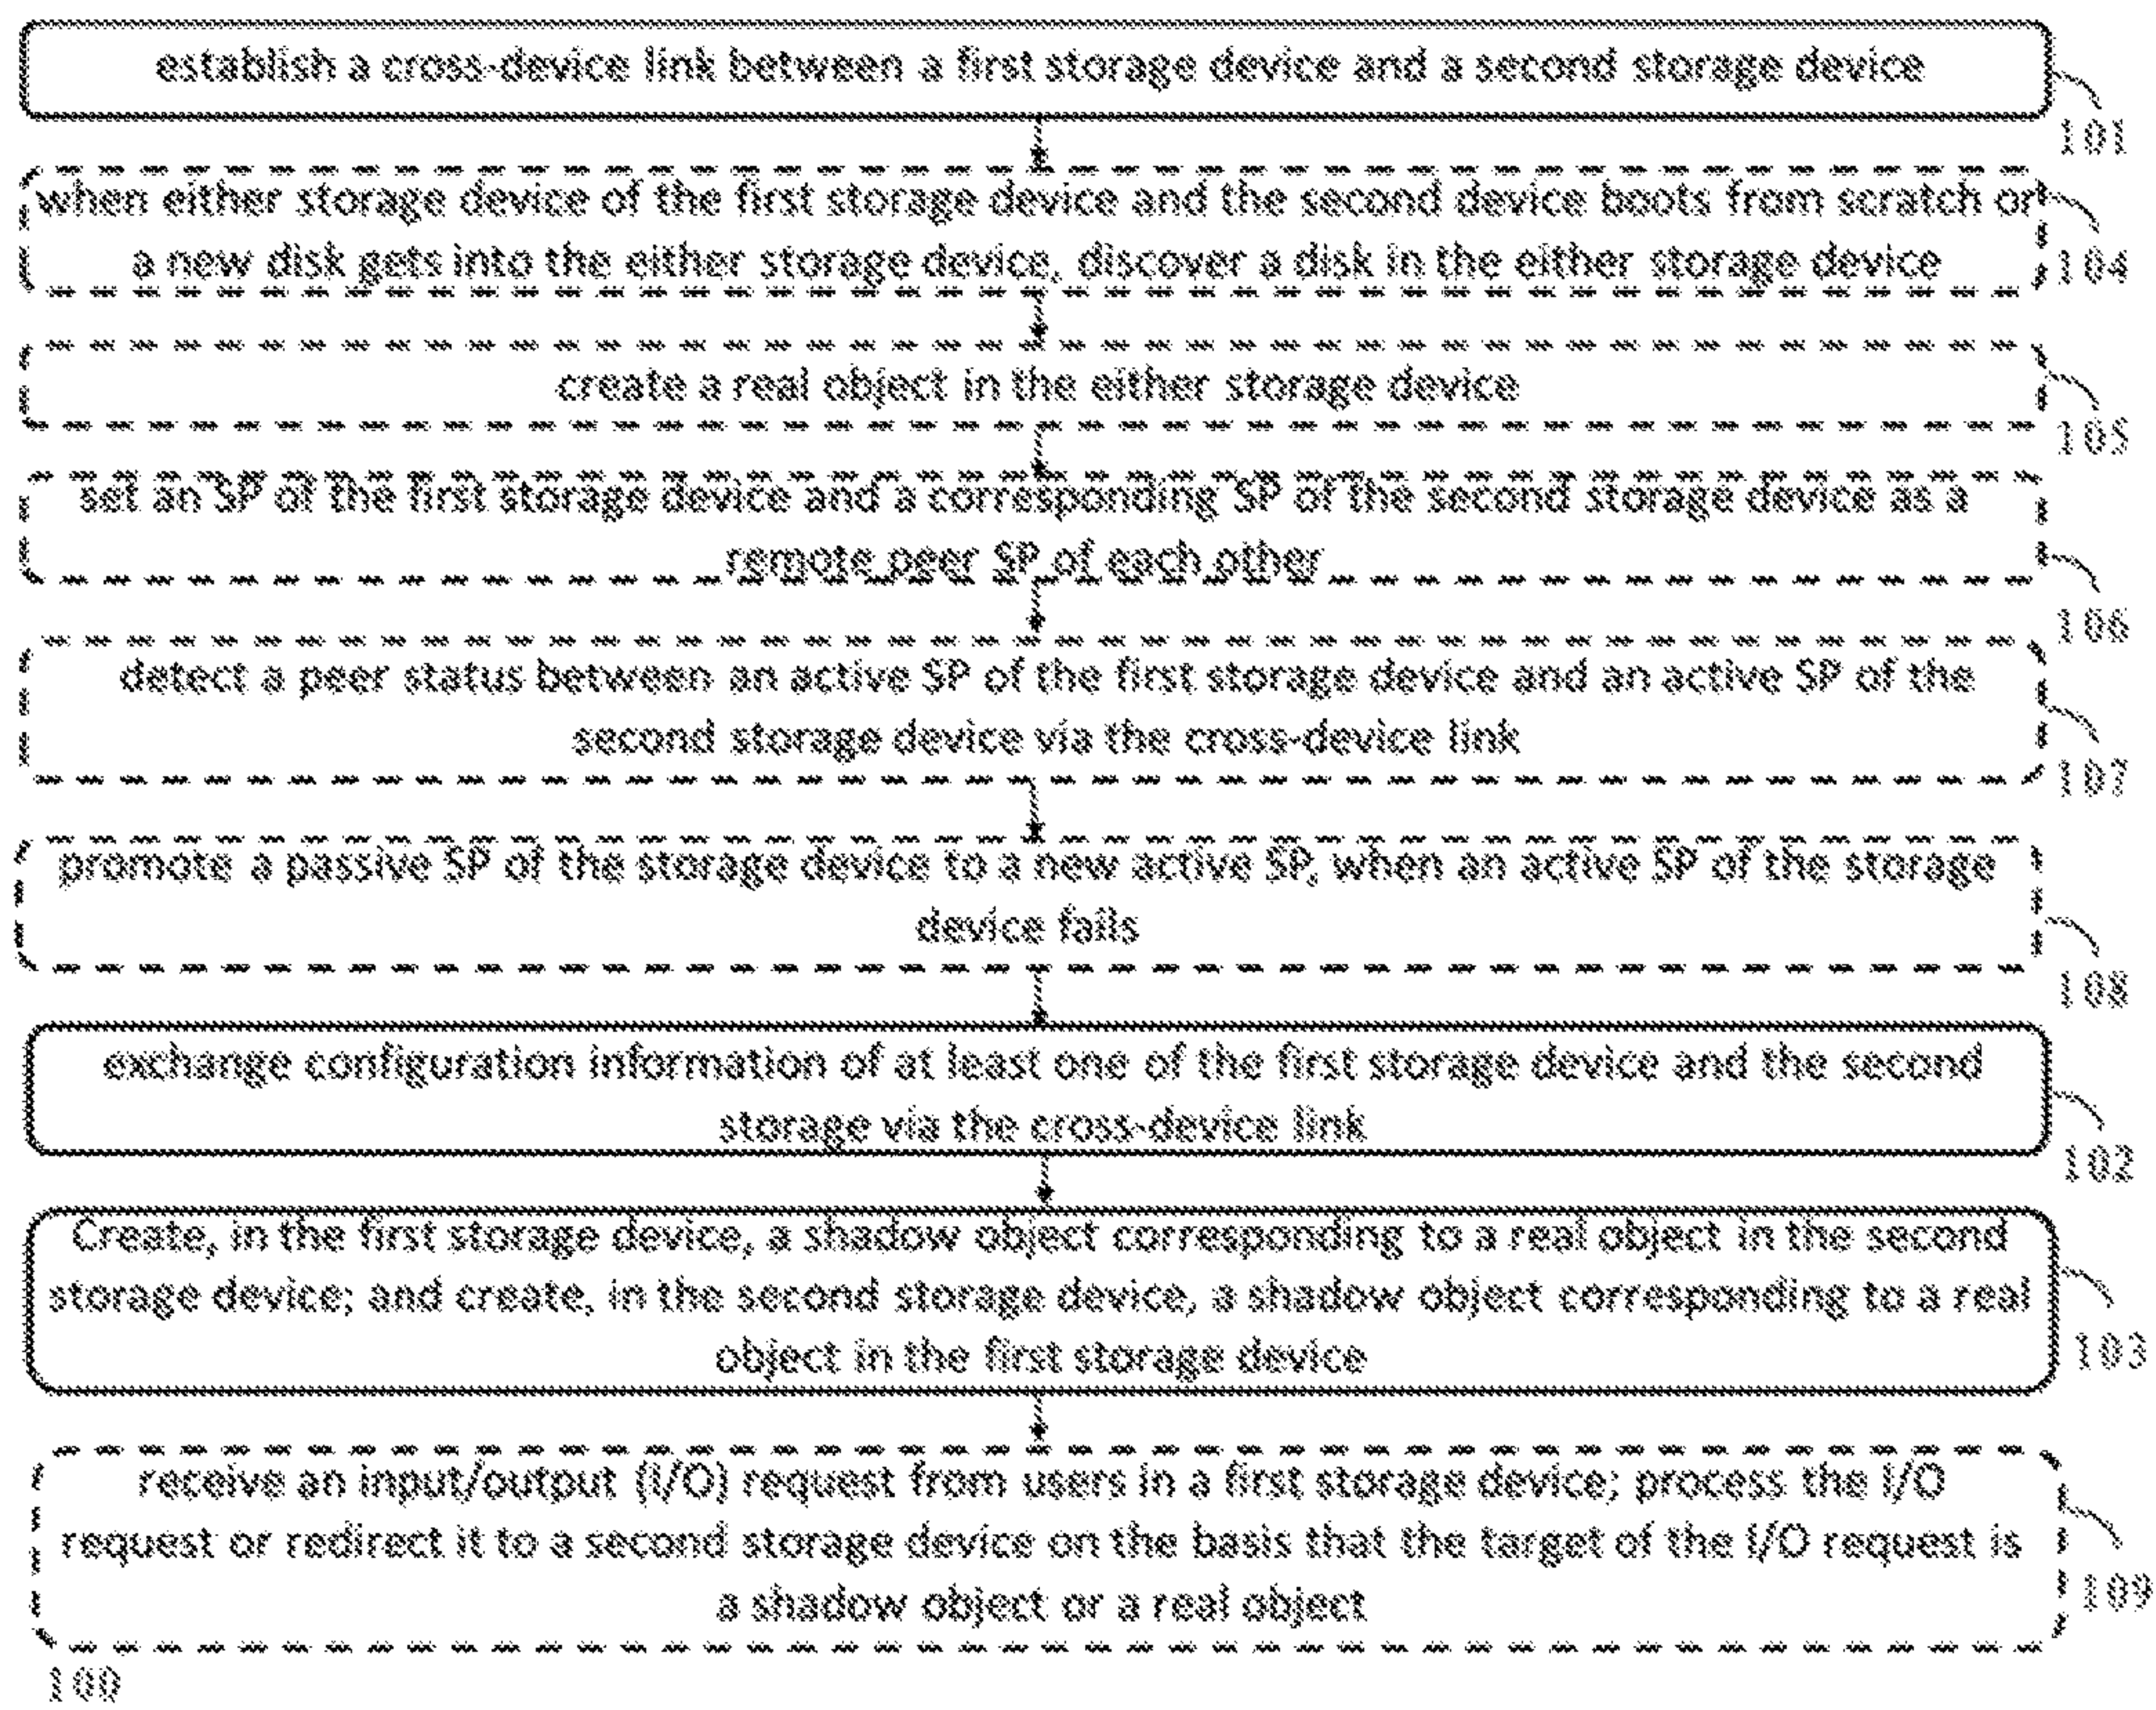 establish a cross-device link between a first storage device and a second storage device
101
when either storage device of the first storage device and the second device boots from scratch or
a new disk gets into the either storage device, discover a disk in the either storage device
104
create a real object in the either storage device
105
set an SP of the first storage device and a corresponding SP of the second storage device as a
remote peer SP of each other
106
detect a peer status between an active SP of the first storage device and an active SP of the
second storage device via the cross-device link
107
promote a passive SP of the storage device to a new active SP, when an active SP of the storage
device fails
108
exchange configuration information of at least one of the first storage device and the second
storage via the cross-device link
102
Create, in the first storage device, a shadow object corresponding to a real object in the second
storage device; and create, in the second storage device, a shadow object corresponding to a real
object in the first storage device
103
receive an input/output (I/O) request from users in a first storage device; process the I/O
request or redirect it to a second storage device on the basis that the target of the I/O request is
a shadow object or a real object
109
100